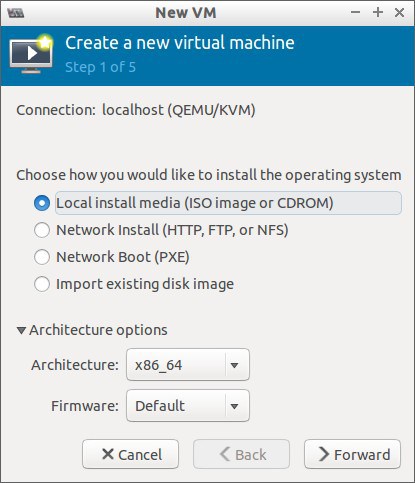 New VM
Create a new virtual machine
Step 1 of 5
Connection: localhost (QEMU/KVM)
Choose how you would like to install the operating system
Local install media (ISO image or CDROM)
Network Install (HTTP, FTP, or NFS)
Network Boot (PXE)
Import existing disk image
Architecture options
Architecture: x86_64
Firmware: Default
Cancel Back Forward